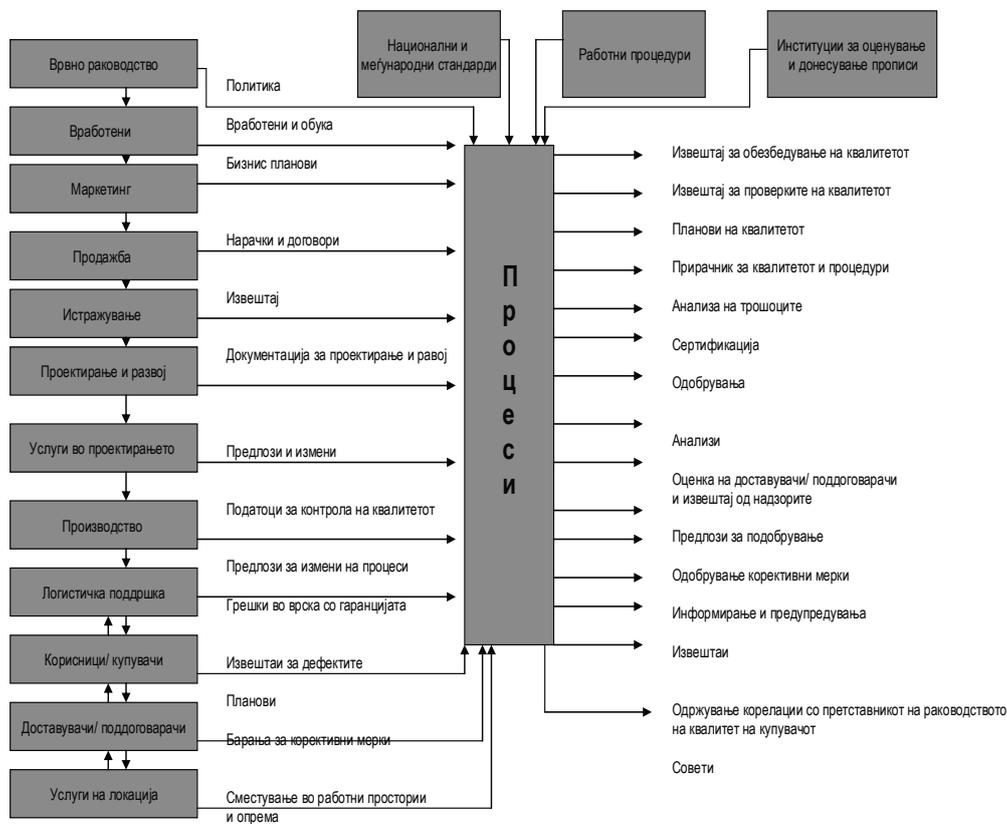 Национални и
меѓународни стандарди
Работни процедури
Институции за оценување
и донесување прописи
Врвно раководство
Вработени
Маркетинг
Продажба
Истражување
Проектирање и развој
Услуги во проектирањето
Производство
Логистичка поддршка
Корисници/ купувачи
Доставувачи/ поддоговарачи
Услуги на локација
Политика
Вработени и обука
Бизнис планови
Нарачки и договори
Извештај
Документација за проектирање и равој
Предлози и измени
Податоци за контрола на квалитетот
Предлози за измени на процеси
Грешки во врска со гаранцијата
Извештаи за дефектите
Планови
Барања за корективни мерки
Сместување во работни простории
и опрема
П
р
о
ц
е
с
и
Извештај за обезбедување на квалитетот
Извештај за проверките на квалитетот
Планови на квалитетот
Прирачник за квалитетот и процедури
Анализа на трошоците
Сертификација
Одобрувања
Анализи
Оценка на доставувачи/ поддоговарачи
и извештај од надзорите
Предлози за подобрување
Одобрување корективни мерки
Информирање и предупредувања
Извештаи
Одржување корелации со претставникот на раководството
на квалитет на купувачот
Совети